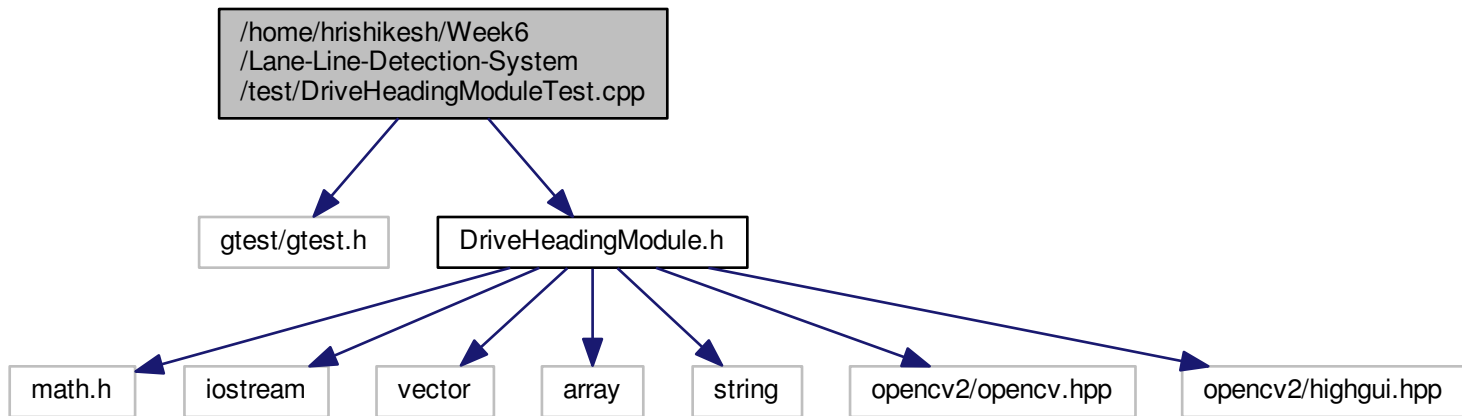 /home/hrishikesh/Week6
/Lane-Line-Detection-System
/test/DriveHeadingModuleTest.cpp
gtest/gtest.h
DriveHeadingModule.h
math.h
iostream
vector
array
string
opencv2/opencv.hpp
opencv2/highgui.hpp